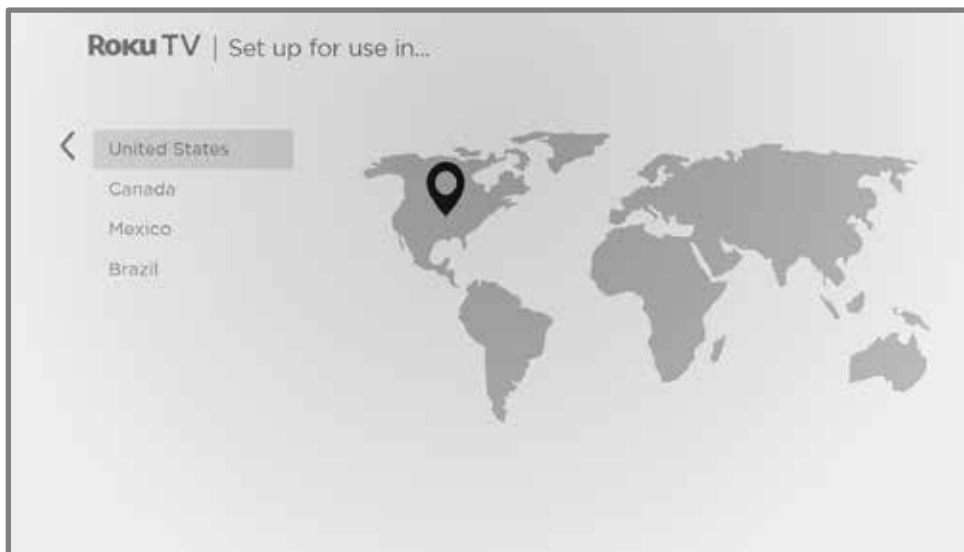 Roku TV | Set up for use in...
United States
Canada
Mexico
Brazil